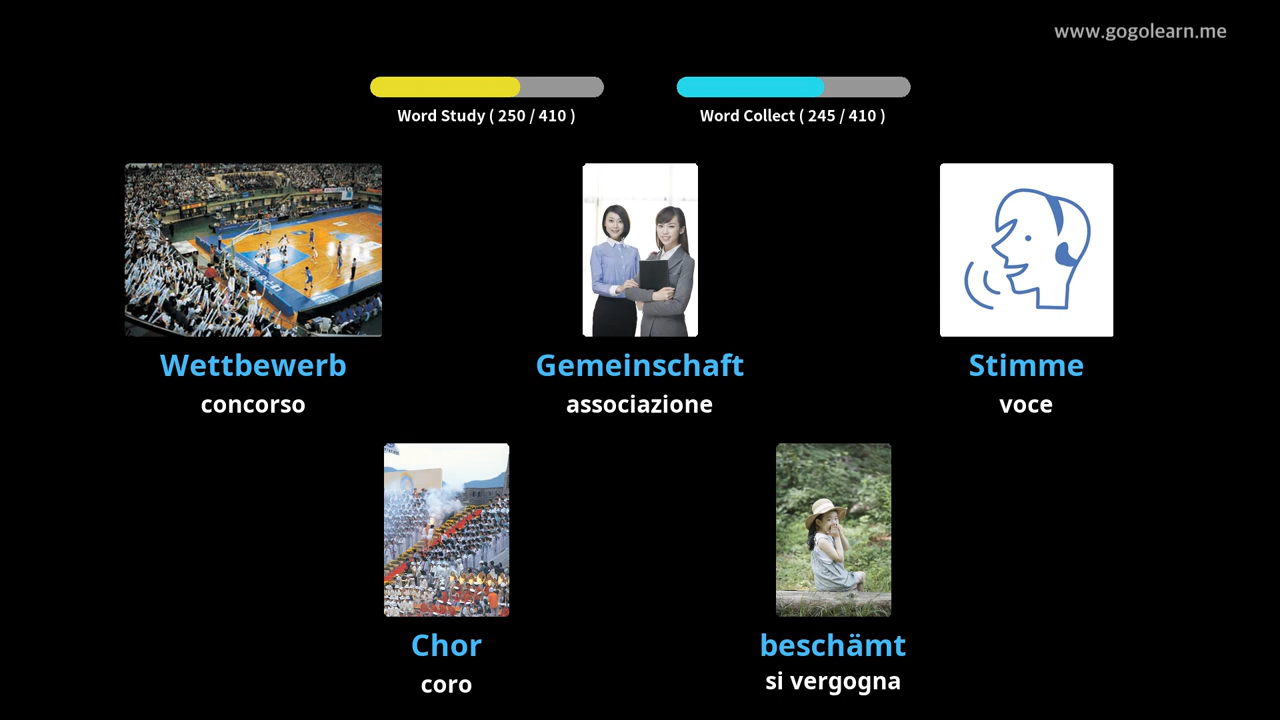 www.gogolearn.me
Word Study ( 250 / 410 )
Word Collect ( 245 / 410 )
Wettbewerb
concorso
Gemeinschaft
associazione
Stimme
voce
Chor
coro
beschämt
si vergogna